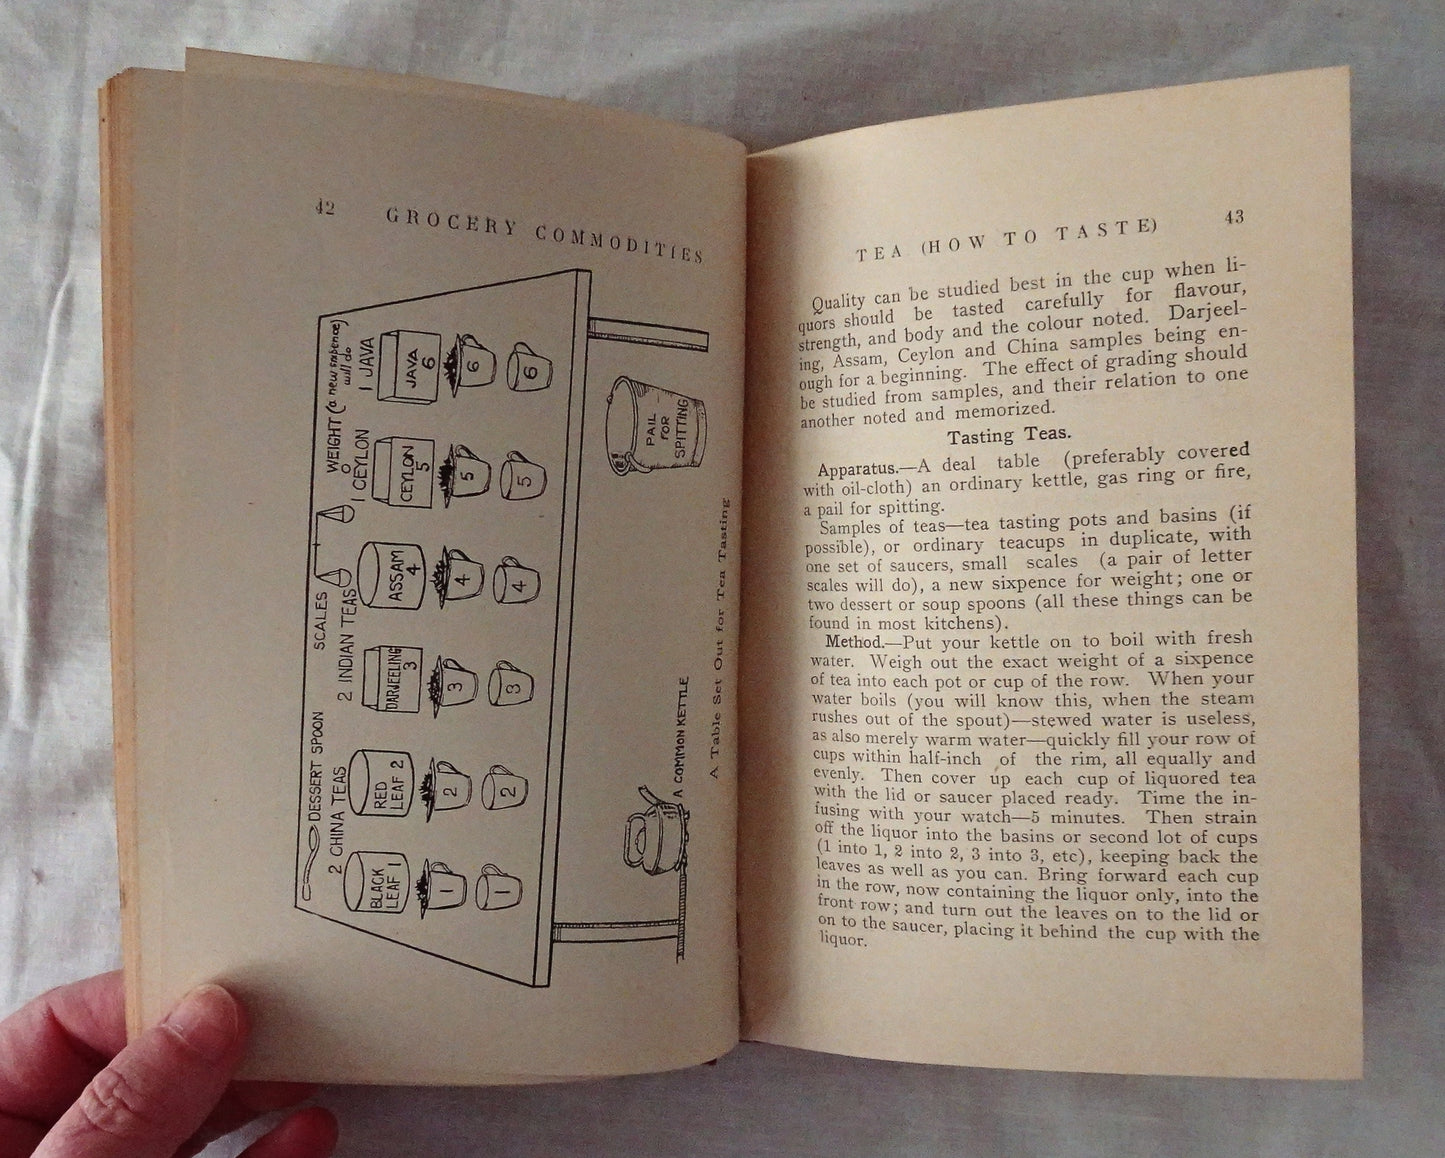 42 GROCERY COMMODITIES
DESSERT SPOON
SCALES
WEIGHT (a new sixpence)
will do
2 CHINA TEAS
2 INDIAN TEAS
1 CEYLON
1 JAVA
BLACK
LEAF 1
RED
LEAF 2
DARJEELING
3
ASSAM
4
CEYLON
5
JAVA
6
1
2
3
4
5
6
1
2
3
4
5
6
PAIL
FOR
SPITTING
A COMMON KETTLE
A Table Set Out for Tea Tasting
TEA (HOW TO TASTE) 43
Quality can be studied best in the cup when li-
quors should be tasted carefully for flavour,
strength, and body and the colour noted. Darjeel-
ing, Assam, Ceylon and China samples being en-
ough for a beginning. The effect of grading should
be studied from samples, and their relation to one
another noted and memorized.
Tasting Teas.
Apparatus.—A deal table (preferably covered
with oil-cloth) an ordinary kettle, gas ring or fire,
a pail for spitting.
Samples of teas—tea tasting pots and basins (if
possible), or ordinary teacups in duplicate, with
one set of saucers, small scales (a pair of letter
scales will do), a new sixpence for weight; one or
two dessert or soup spoons (all these things can be
found in most kitchens).
Method.—Put your kettle on to boil with fresh
water. Weigh out the exact weight of a sixpence
of tea into each pot or cup of the row. When your
water boils (you will know this, when the steam
rushes out of the spout)—stewed water is useless,
as also merely warm water—quickly fill your row of
cups within half-inch of the rim, all equally and
evenly. Then cover up each cup of liquored tea
with the lid or saucer placed ready. Time the in-
fusing with your watch—5 minutes. Then strain
off the liquor into the basins or second lot of cups
(1 into 1, 2 into 2, 3 into 3, etc), keeping back the
leaves as well as you can. Bring forward each cup
in the row, now containing the liquor only, into the
front row; and turn out the leaves on to the lid or
on to the saucer, placing it behind the cup with the
liquor.